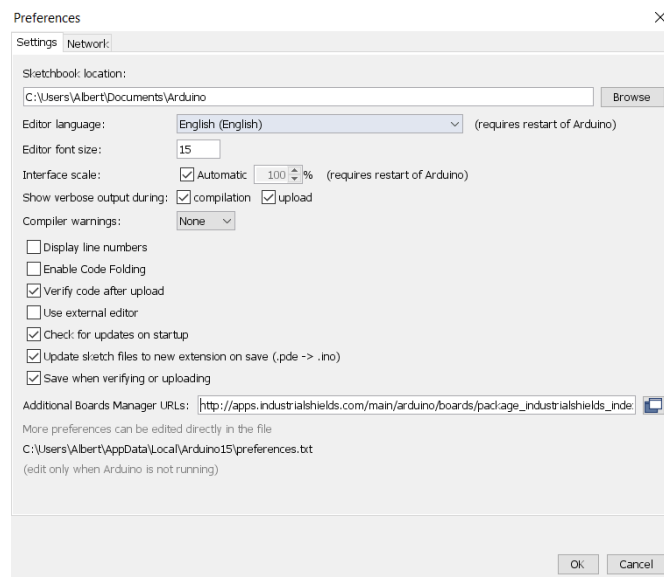 Preferences
Settings Network
Sketchbook location:
C:\Users\Albert\Documents\Arduino Browse
Editor language: English (English) (requires restart of Arduino)
Editor font size: 15
Interface scale: Automatic 100 % (requires restart of Arduino)
Show verbose output during: compilation upload
Compiler warnings: None
Display line numbers
Enable Code Folding
Verify code after upload
Use external editor
Check for updates on startup
Update sketch files to new extension on save (.pde -> .ino)
Save when verifying or uploading
Additional Boards Manager URLs: http://apps.industrialshields.com/main/arduino/boards/package_industrialshields_inde
More preferences can be edited directly in the file
C:\Users\Albert\AppData\Local\Arduino15\preferences.txt
(edit only when Arduino is not running)
OK Cancel